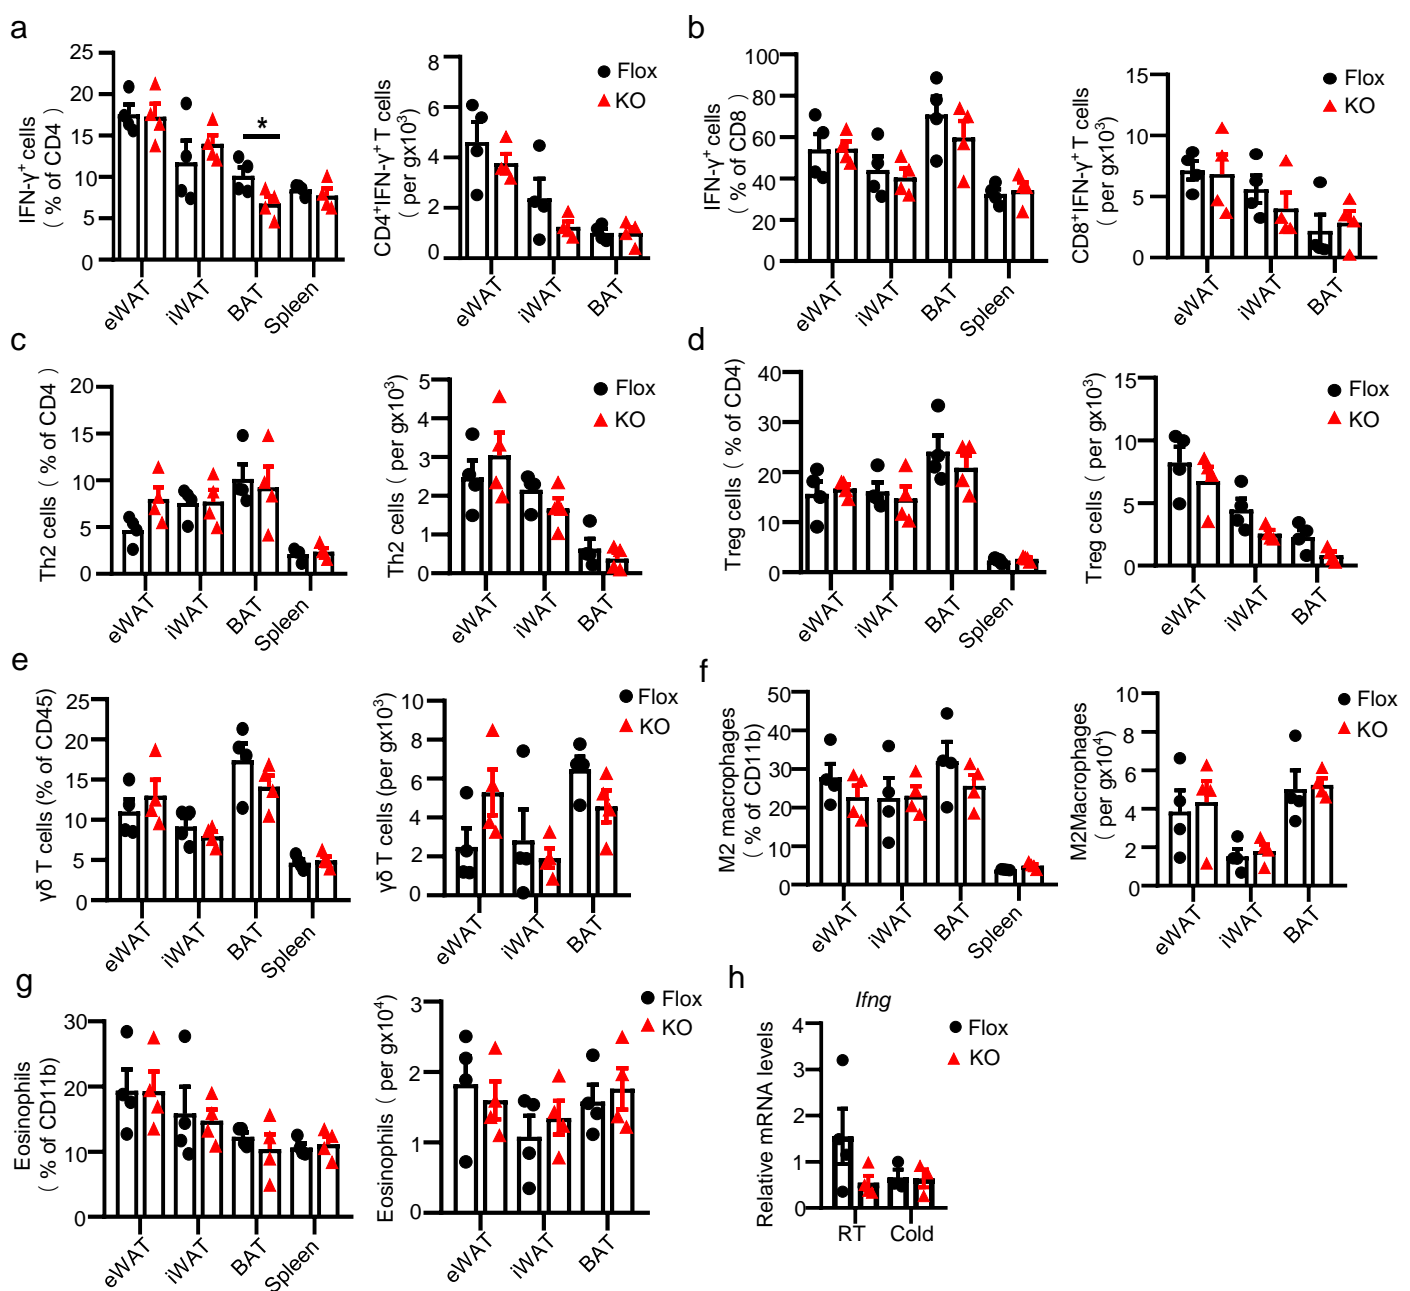 a
IFN-γ⁺ cells
( % of CD4 )
25
20
15
10
5
0
*
eWAT
iWAT
BAT
Spleen
CD4⁺IFN-γ⁺ T cells
( per gx10³)
8
6
4
2
0
eWAT
iWAT
BAT
Flox
KO
b
IFN-γ⁺ cells
( % of CD8 )
100
80
60
40
20
0
eWAT
iWAT
BAT
Spleen
CD8⁺IFN-γ⁺ T cells
( per gx10³)
15
10
5
0
eWAT
iWAT
BAT
Flox
KO
c
Th2 cells ( % of CD4 )
20
15
10
5
0
eWAT
iWAT
BAT
Spleen
Th2 cells ( per gx10³)
5
4
3
2
1
0
eWAT
iWAT
BAT
Flox
KO
d
Treg cells ( % of CD4)
40
30
20
10
0
eWAT
iWAT
BAT
Spleen
Treg cells ( per gx10³)
15
10
5
0
eWAT
iWAT
BAT
Flox
KO
e
γδ T cells (% of CD45)
25
20
15
10
5
0
eWAT
iWAT
BAT
Spleen
γδ T cells (per gx10³)
10
8
6
4
2
0
eWAT
iWAT
BAT
Flox
KO
f
M2 macrophages
( % of CD11b)
50
40
30
20
10
0
eWAT
iWAT
BAT
Spleen
M2Macrophages
( per gx10⁴)
10
8
6
4
2
0
eWAT
iWAT
BAT
Flox
KO
g
Eosinophils
( % of CD11b)
30
20
10
0
eWAT
iWAT
BAT
Spleen
Eosinophils ( per gx10⁴)
3
2
1
0
eWAT
iWAT
BAT
Flox
KO
h
Ifng
Relative mRNA levels
4
3
2
1
0
RT
Cold
Flox
KO